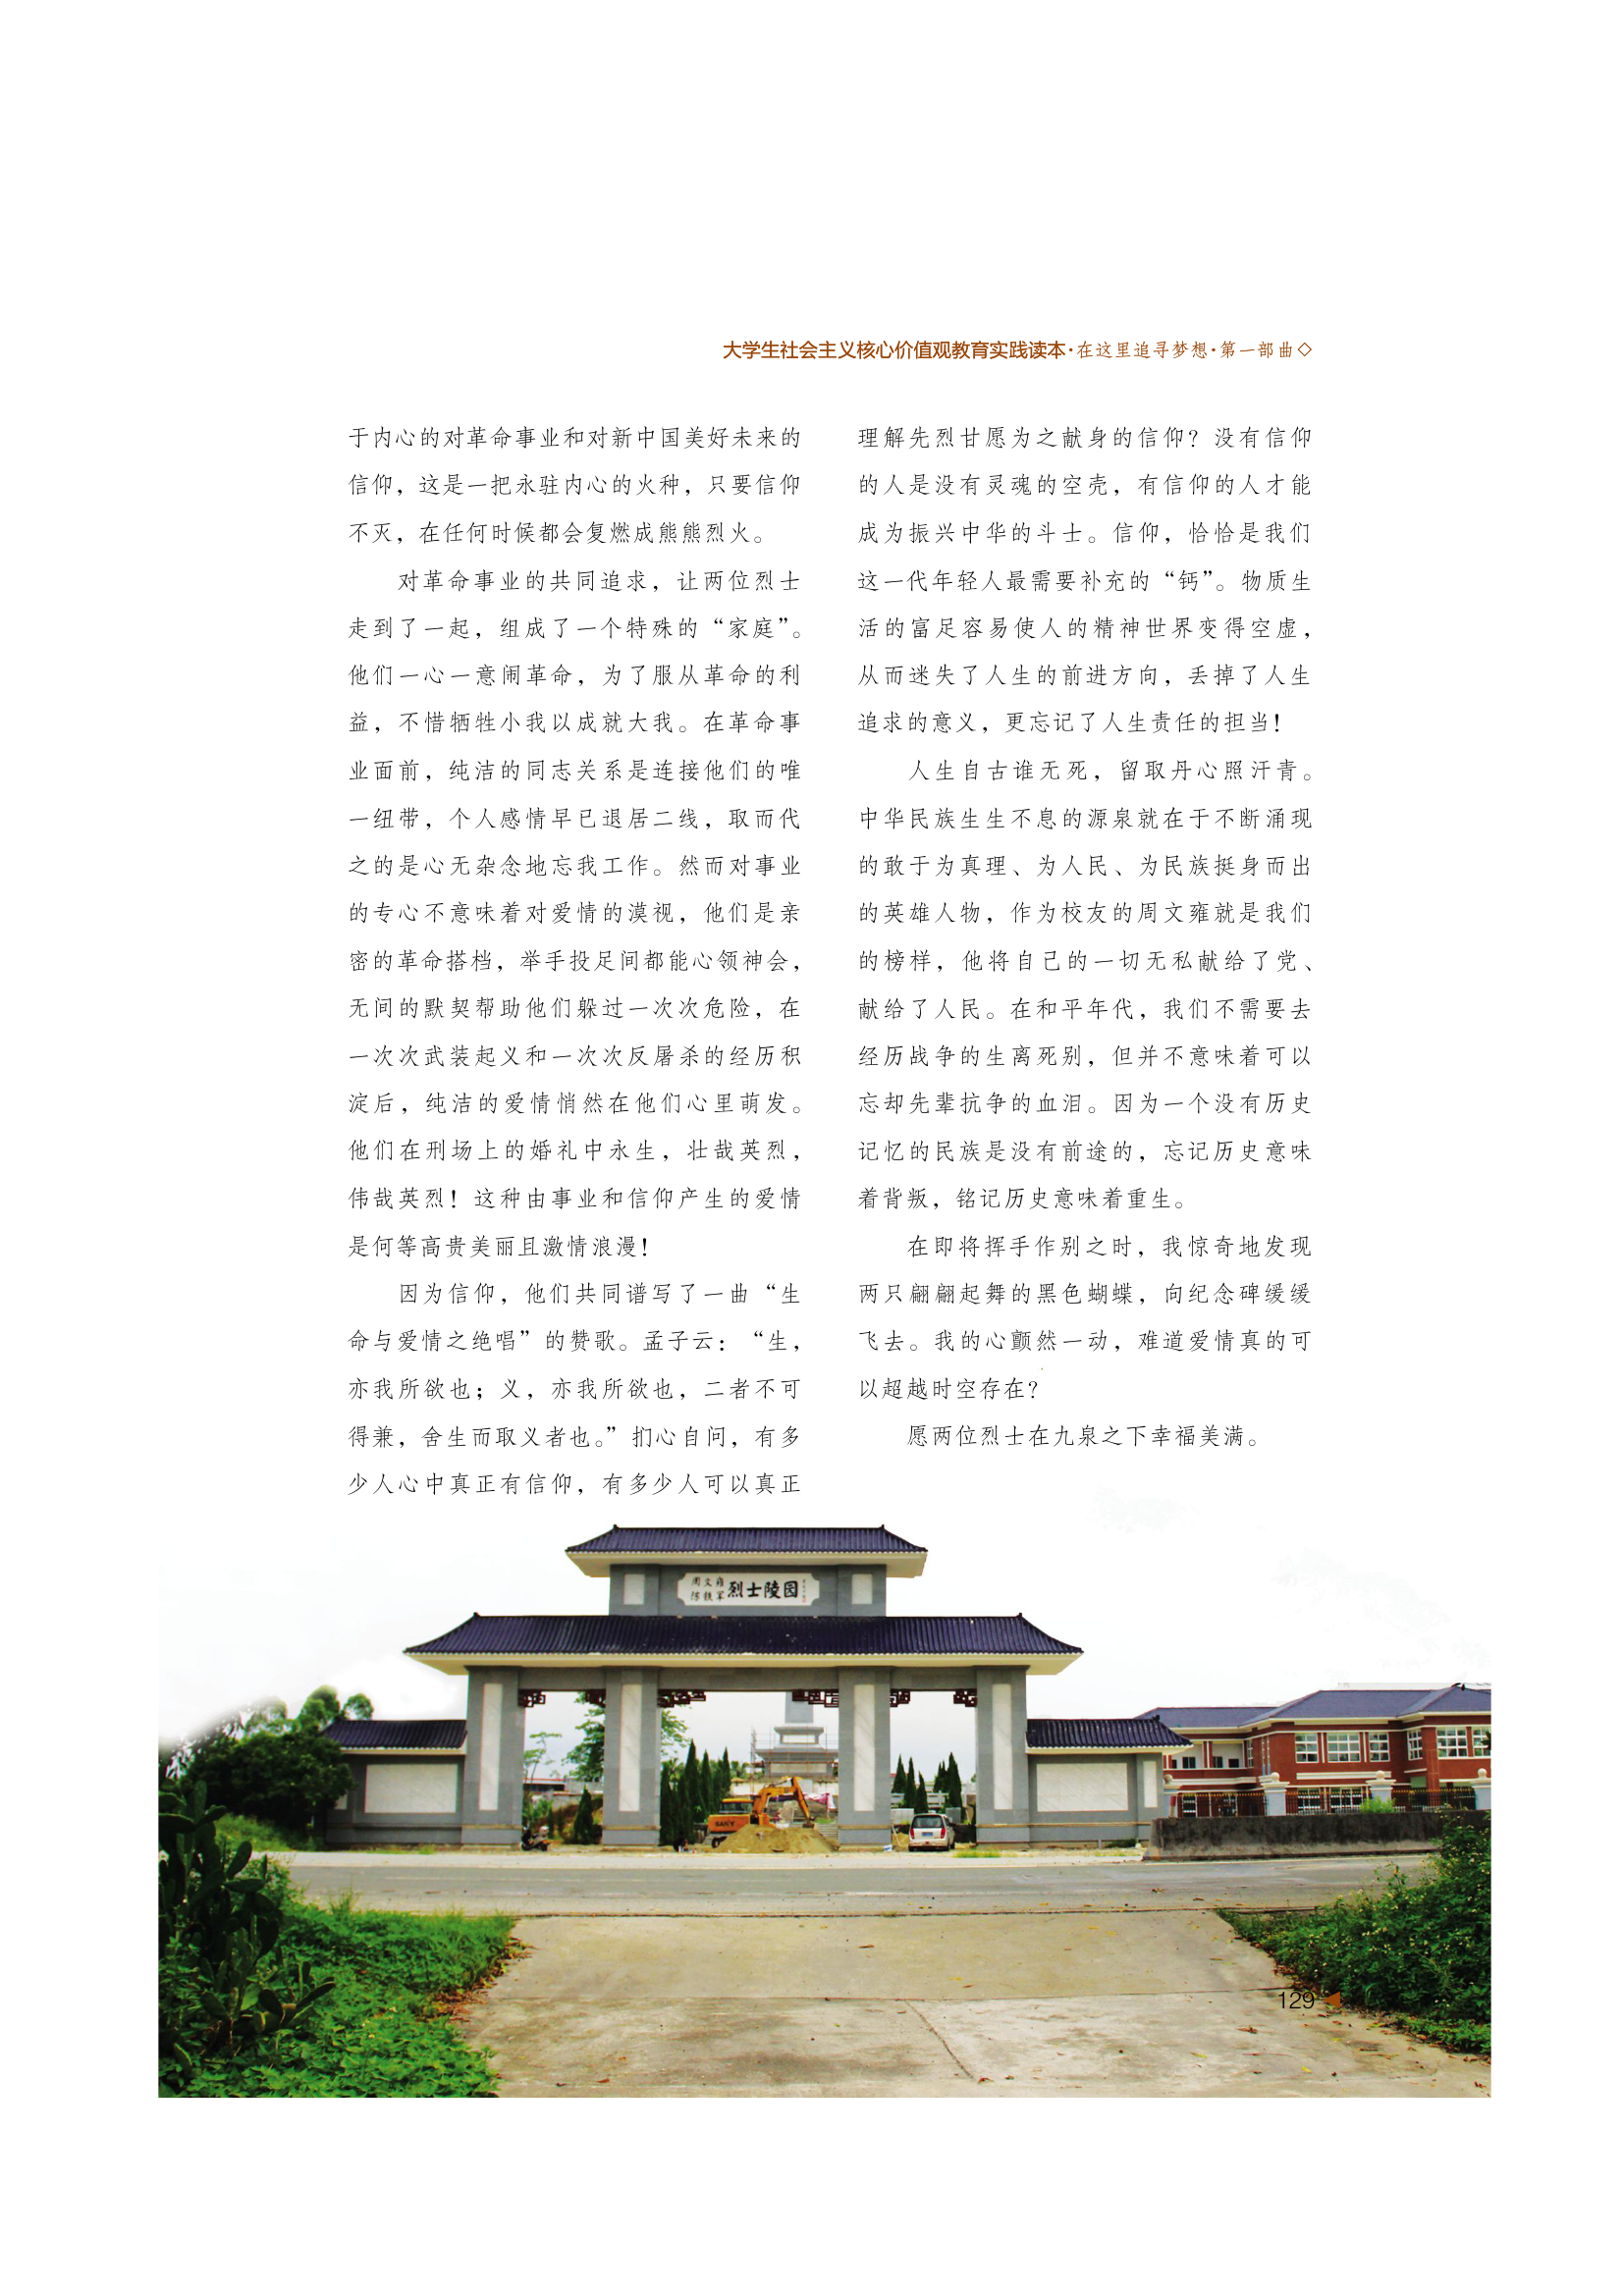 大学生社会主义核心价值观教育实践读本·在这里追寻梦想·第一部曲◇
于内心的对革命事业和对新中国美好未来的
信仰，这是一把永驻内心的火种，只要信仰
不灭，在任何时候都会复燃成熊熊烈火。
对革命事业的共同追求，让两位烈士
走到了一起，组成了一个特殊的“家庭”。
他们一心一意闹革命，为了服从革命的利
益，不惜牺牲小我以成就大我。在革命事
业面前，纯洁的同志关系是连接他们的唯
一纽带，个人感情早已退居二线，取而代
之的是心无杂念地忘我工作。然而对事业
的专心不意味着对爱情的漠视，他们是亲
密的革命搭档，举手投足间都能心领神会，
无间的默契帮助他们躲过一次次危险，在
一次次武装起义和一次次反屠杀的经历积
淀后，纯洁的爱情悄然在他们心里萌发。
他们在刑场上的婚礼中永生，壮哉英烈，
伟哉英烈！这种由事业和信仰产生的爱情
是何等高贵美丽且激情浪漫！
因为信仰，他们共同谱写了一曲“生
命与爱情之绝唱”的赞歌。孟子云：“生，
亦我所欲也；义，亦我所欲也，二者不可
得兼，舍生而取义者也。”扪心自问，有多
少人心中真正有信仰，有多少人可以真正
理解先烈甘愿为之献身的信仰？没有信仰
的人是没有灵魂的空壳，有信仰的人才能
成为振兴中华的斗士。信仰，恰恰是我们
这一代年轻人最需要补充的“钙”。物质生
活的富足容易使人的精神世界变得空虚，
从而迷失了人生的前进方向，丢掉了人生
追求的意义，更忘记了人生责任的担当！
人生自古谁无死，留取丹心照汗青。
中华民族生生不息的源泉就在于不断涌现
的敢于为真理、为人民、为民族挺身而出
的英雄人物，作为校友的周文雍就是我们
的榜样，他将自己的一切无私献给了党、
献给了人民。在和平年代，我们不需要去
经历战争的生离死别，但并不意味着可以
忘却先辈抗争的血泪。因为一个没有历史
记忆的民族是没有前途的，忘记历史意味
着背叛，铭记历史意味着重生。
在即将挥手作别之时，我惊奇地发现
两只翩翩起舞的黑色蝴蝶，向纪念碑缓缓
飞去。我的心颤然一动，难道爱情真的可
以超越时空存在？
愿两位烈士在九泉之下幸福美满。
周文雍
陈铁军 烈士陵园
SANY
129